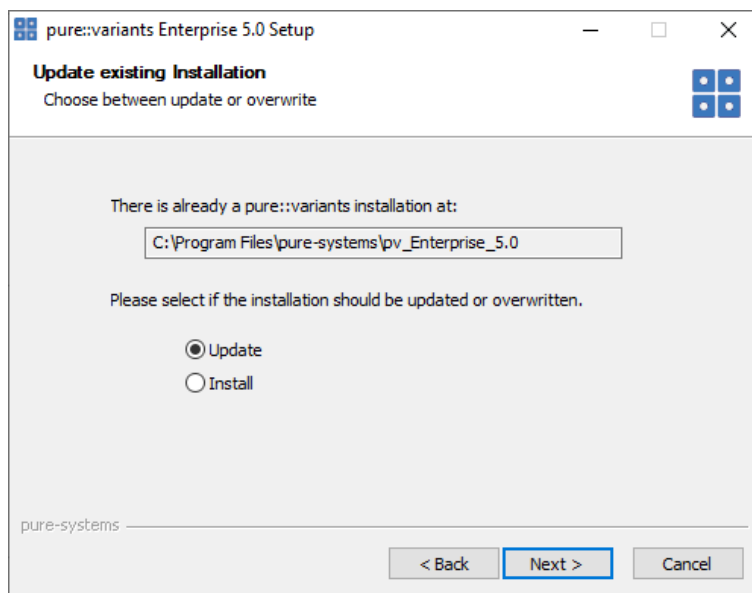 pure::variants Enterprise 5.0 Setup
Update existing Installation
Choose between update or overwrite
There is already a pure::variants installation at:
C:\Program Files\pure-systems\pv_Enterprise_5.0
Please select if the installation should be updated or overwritten.
Update
Install
pure-systems
< Back Next > Cancel